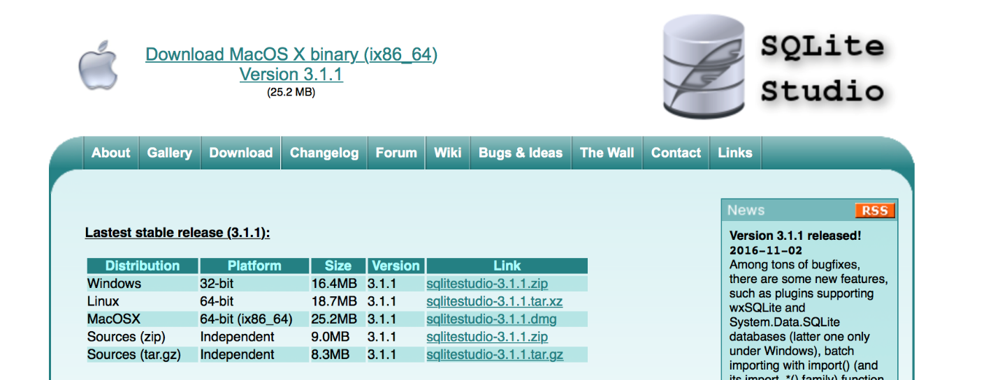 Download MacOS X binary (ix86_64)
Version 3.1.1
(25.2 MB)
SQLite
Studio
About Gallery Download Changelog Forum Wiki Bugs & Ideas The Wall Contact Links
Lastest stable release (3.1.1):
Distribution Platform Size Version Link
Windows 32-bit 16.4MB 3.1.1 sqlitestudio-3.1.1.zip
Linux 64-bit 18.7MB 3.1.1 sqlitestudio-3.1.1.tar.xz
MacOSX 64-bit (ix86_64) 25.2MB 3.1.1 sqlitestudio-3.1.1.dmg
Sources (zip) Independent 9.0MB 3.1.1 sqlitestudio-3.1.1.zip
Sources (tar.gz) Independent 8.3MB 3.1.1 sqlitestudio-3.1.1.tar.gz
News RSS
Version 3.1.1 released!
2016-11-02
Among tons of bugfixes,
there are some new features,
such as plugins supporting
wxSQLite and
System.Data.SQLite
databases (latter one only
under Windows), batch
importing with import() (and
its import_*() family) function